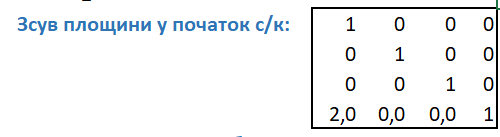 Зсув площини у початок с/к:
1 0 0 0
0 1 0 0
0 0 1 0
2,0 0,0 0,0 1